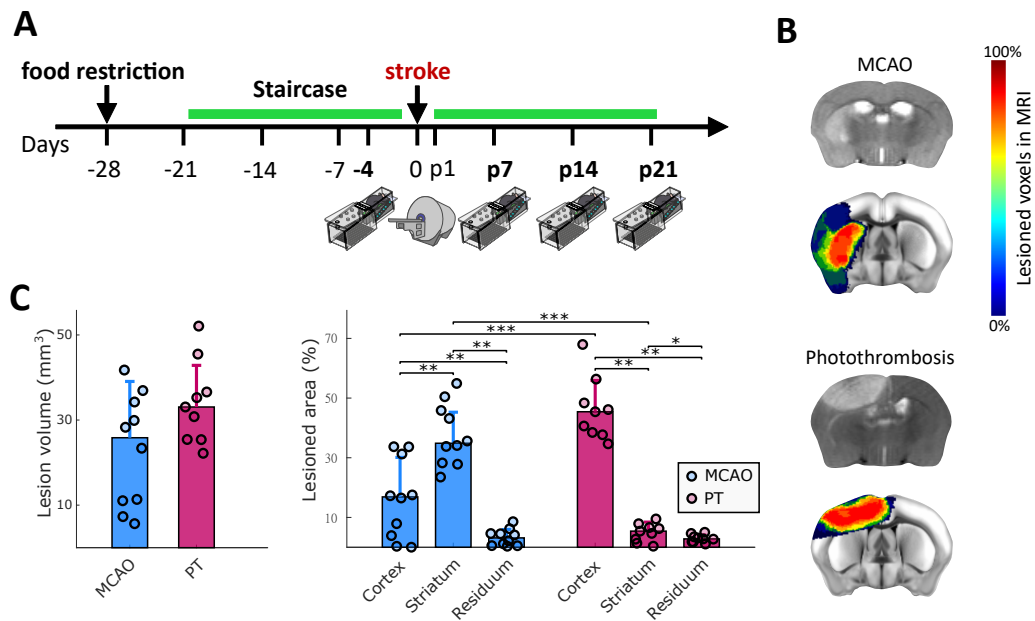 A
food restriction
stroke
Staircase
Days
-28
-21
-14
-7
-4
0
p1
p7
p14
p21
B
MCAO
100%
Lesioned voxels in MRI
0%
Photothrombosis
C
Lesion volume (mm³)
50
30
10
MCAO
PT
Lesioned area (%)
70
50
30
10
***
***
**
**
**
*
**
**
MCAO
PT
Cortex
Striatum
Residuum
Cortex
Striatum
Residuum